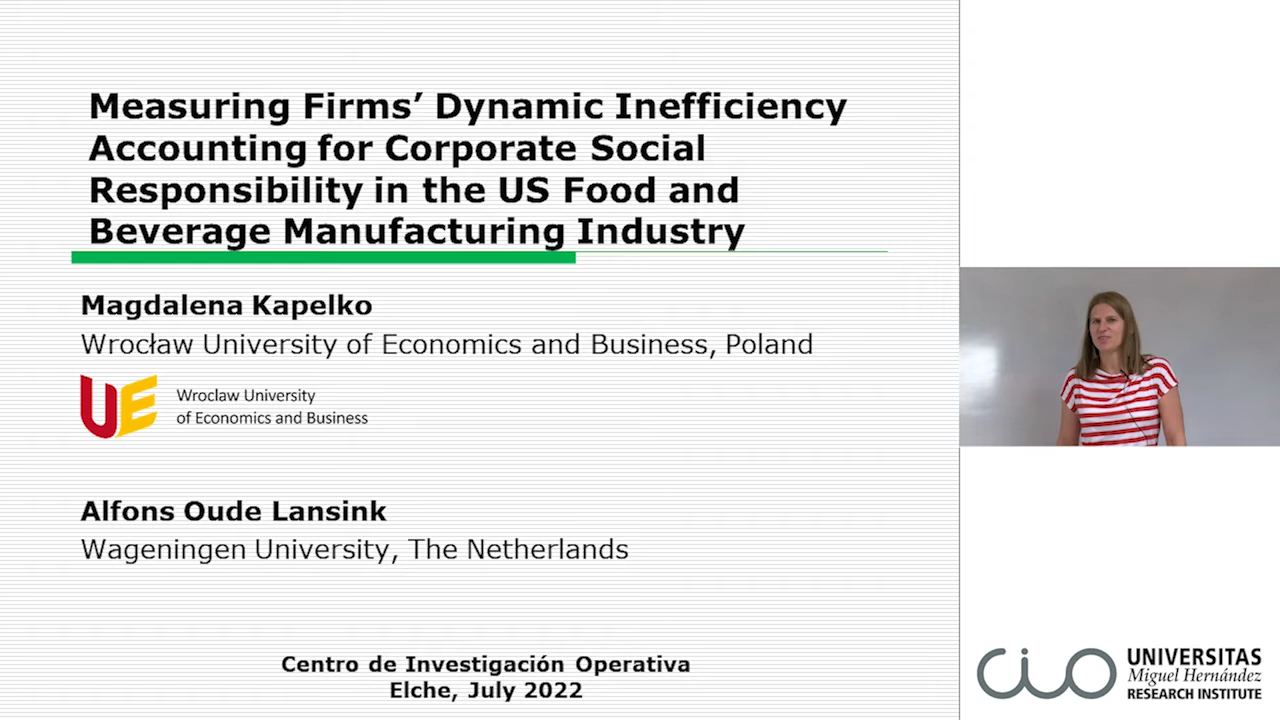 Measuring Firms’ Dynamic Inefficiency
Accounting for Corporate Social
Responsibility in the US Food and
Beverage Manufacturing Industry
Magdalena Kapelko
Wrocław University of Economics and Business, Poland
UE
Wroclaw University
of Economics and Business
Alfons Oude Lansink
Wageningen University, The Netherlands
Centro de Investigación Operativa
Elche, July 2022
CIO
UNIVERSITAS
Miguel Hernández
RESEARCH INSTITUTE